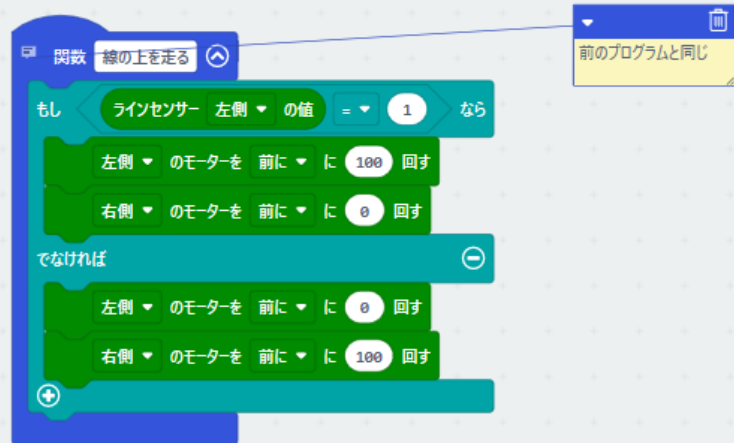 関数 線の上を走る
前のプログラムと同じ
もし ラインセンサー 左側 の値 = 1 なら
左側 のモーターを 前に に 100 回す
右側 のモーターを 前に に 0 回す
でなければ
左側 のモーターを 前に に 0 回す
右側 のモーターを 前に に 100 回す